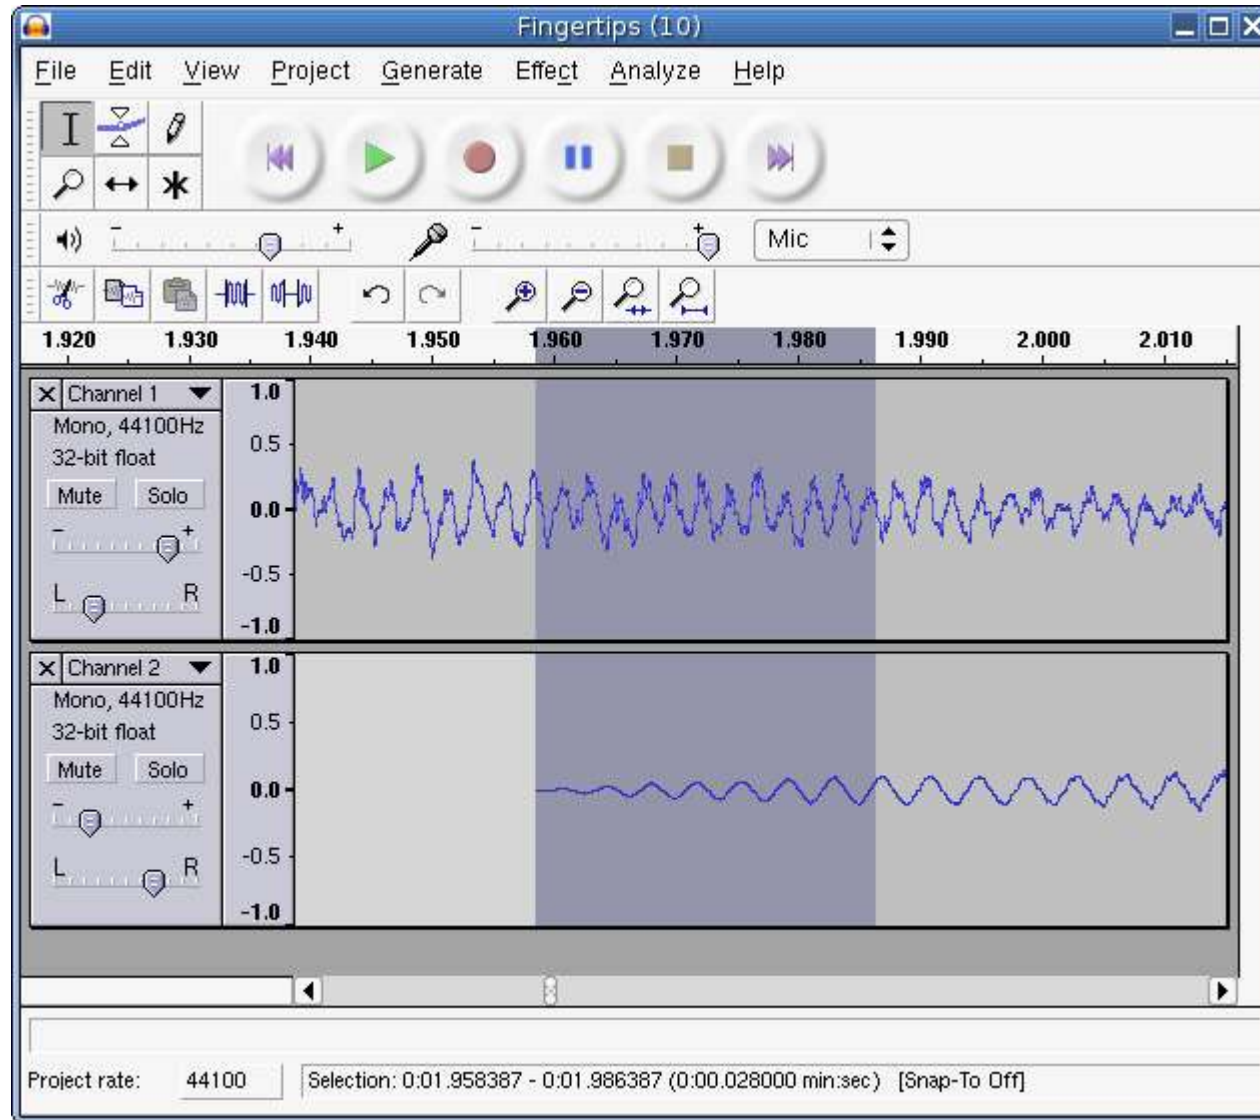 Fingertips (10)
File Edit View Project Generate Effect Analyze Help
- + - + Mic
1.920 1.930 1.940 1.950 1.960 1.970 1.980 1.990 2.000 2.010
Channel 1 1.0
Mono, 44100Hz
0.5
32-bit float
Mute Solo
0.0
- +
-0.5
L R
-1.0
Channel 2 1.0
Mono, 44100Hz
0.5
32-bit float
Mute Solo
0.0
- +
-0.5
L R
-1.0
Project rate: 44100 Selection: 0:01.958387 - 0:01.986387 (0:00.028000 min:sec) [Snap-To Off]